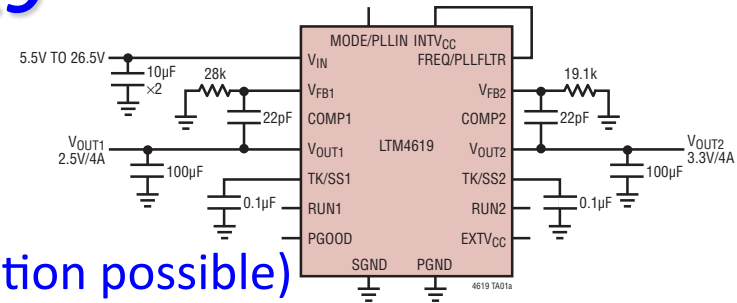 MODE/PLLIN INTVCC
5.5V TO 26.5V
VIN
FREQ/PLLFLTR
10µF
×2
28k
19.1k
VFB1
VFB2
22pF
COMP1
COMP2
22pF
VOUT1
2.5V/4A
VOUT1
LTM4619
VOUT2
VOUT2
3.3V/4A
100µF
100µF
TK/SS1
TK/SS2
0.1µF
RUN1
RUN2
0.1µF
PGOOD
EXTVCC
tion possible)
SGND PGND
4619 TA01a